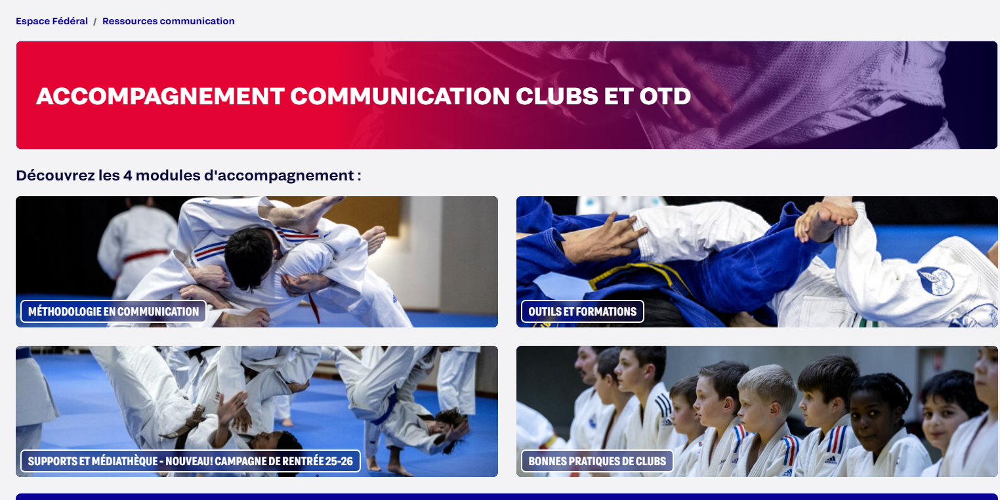 Espace Fédéral / Ressources communication
ACCOMPAGNEMENT COMMUNICATION CLUBS ET OTD
Découvrez les 4 modules d'accompagnement :
MÉTHODOLOGIE EN COMMUNICATION
OUTILS ET FORMATIONS
SUPPORTS ET MÉDIATHÈQUE - NOUVEAU! CAMPAGNE DE RENTRÉE 25-26
BONNES PRATIQUES DE CLUBS